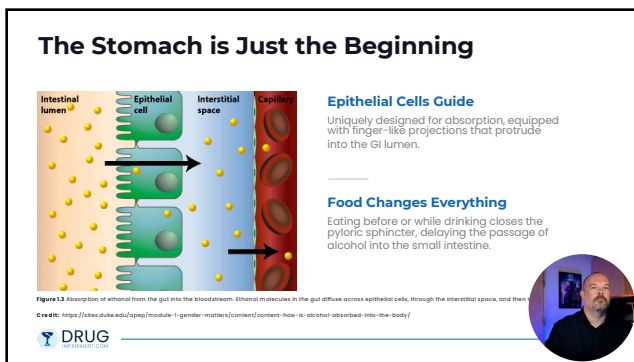 The Stomach is Just the Beginning
Intestinal
lumen
Epithelial
cell
Interstitial
space
Capillary
Epithelial Cells Guide
Uniquely designed for absorption, equipped
with finger-like projections that protrude
into the GI lumen.
Food Changes Everything
Eating before or while drinking closes the
pyloric sphincter, delaying the passage of
alcohol into the small intestine.
Figure 1.3 Absorption of ethanol from the gut into the bloodstream. Ethanol molecules in the gut diffuse across epithelial cells, through the interstitial space, and then
Credit: https://sites.duke.edu/apep/module-1-gender-matters/content/content-how-is-alcohol-absorbed-into-the-body/
DRUG
IMPAIRMENT.COM